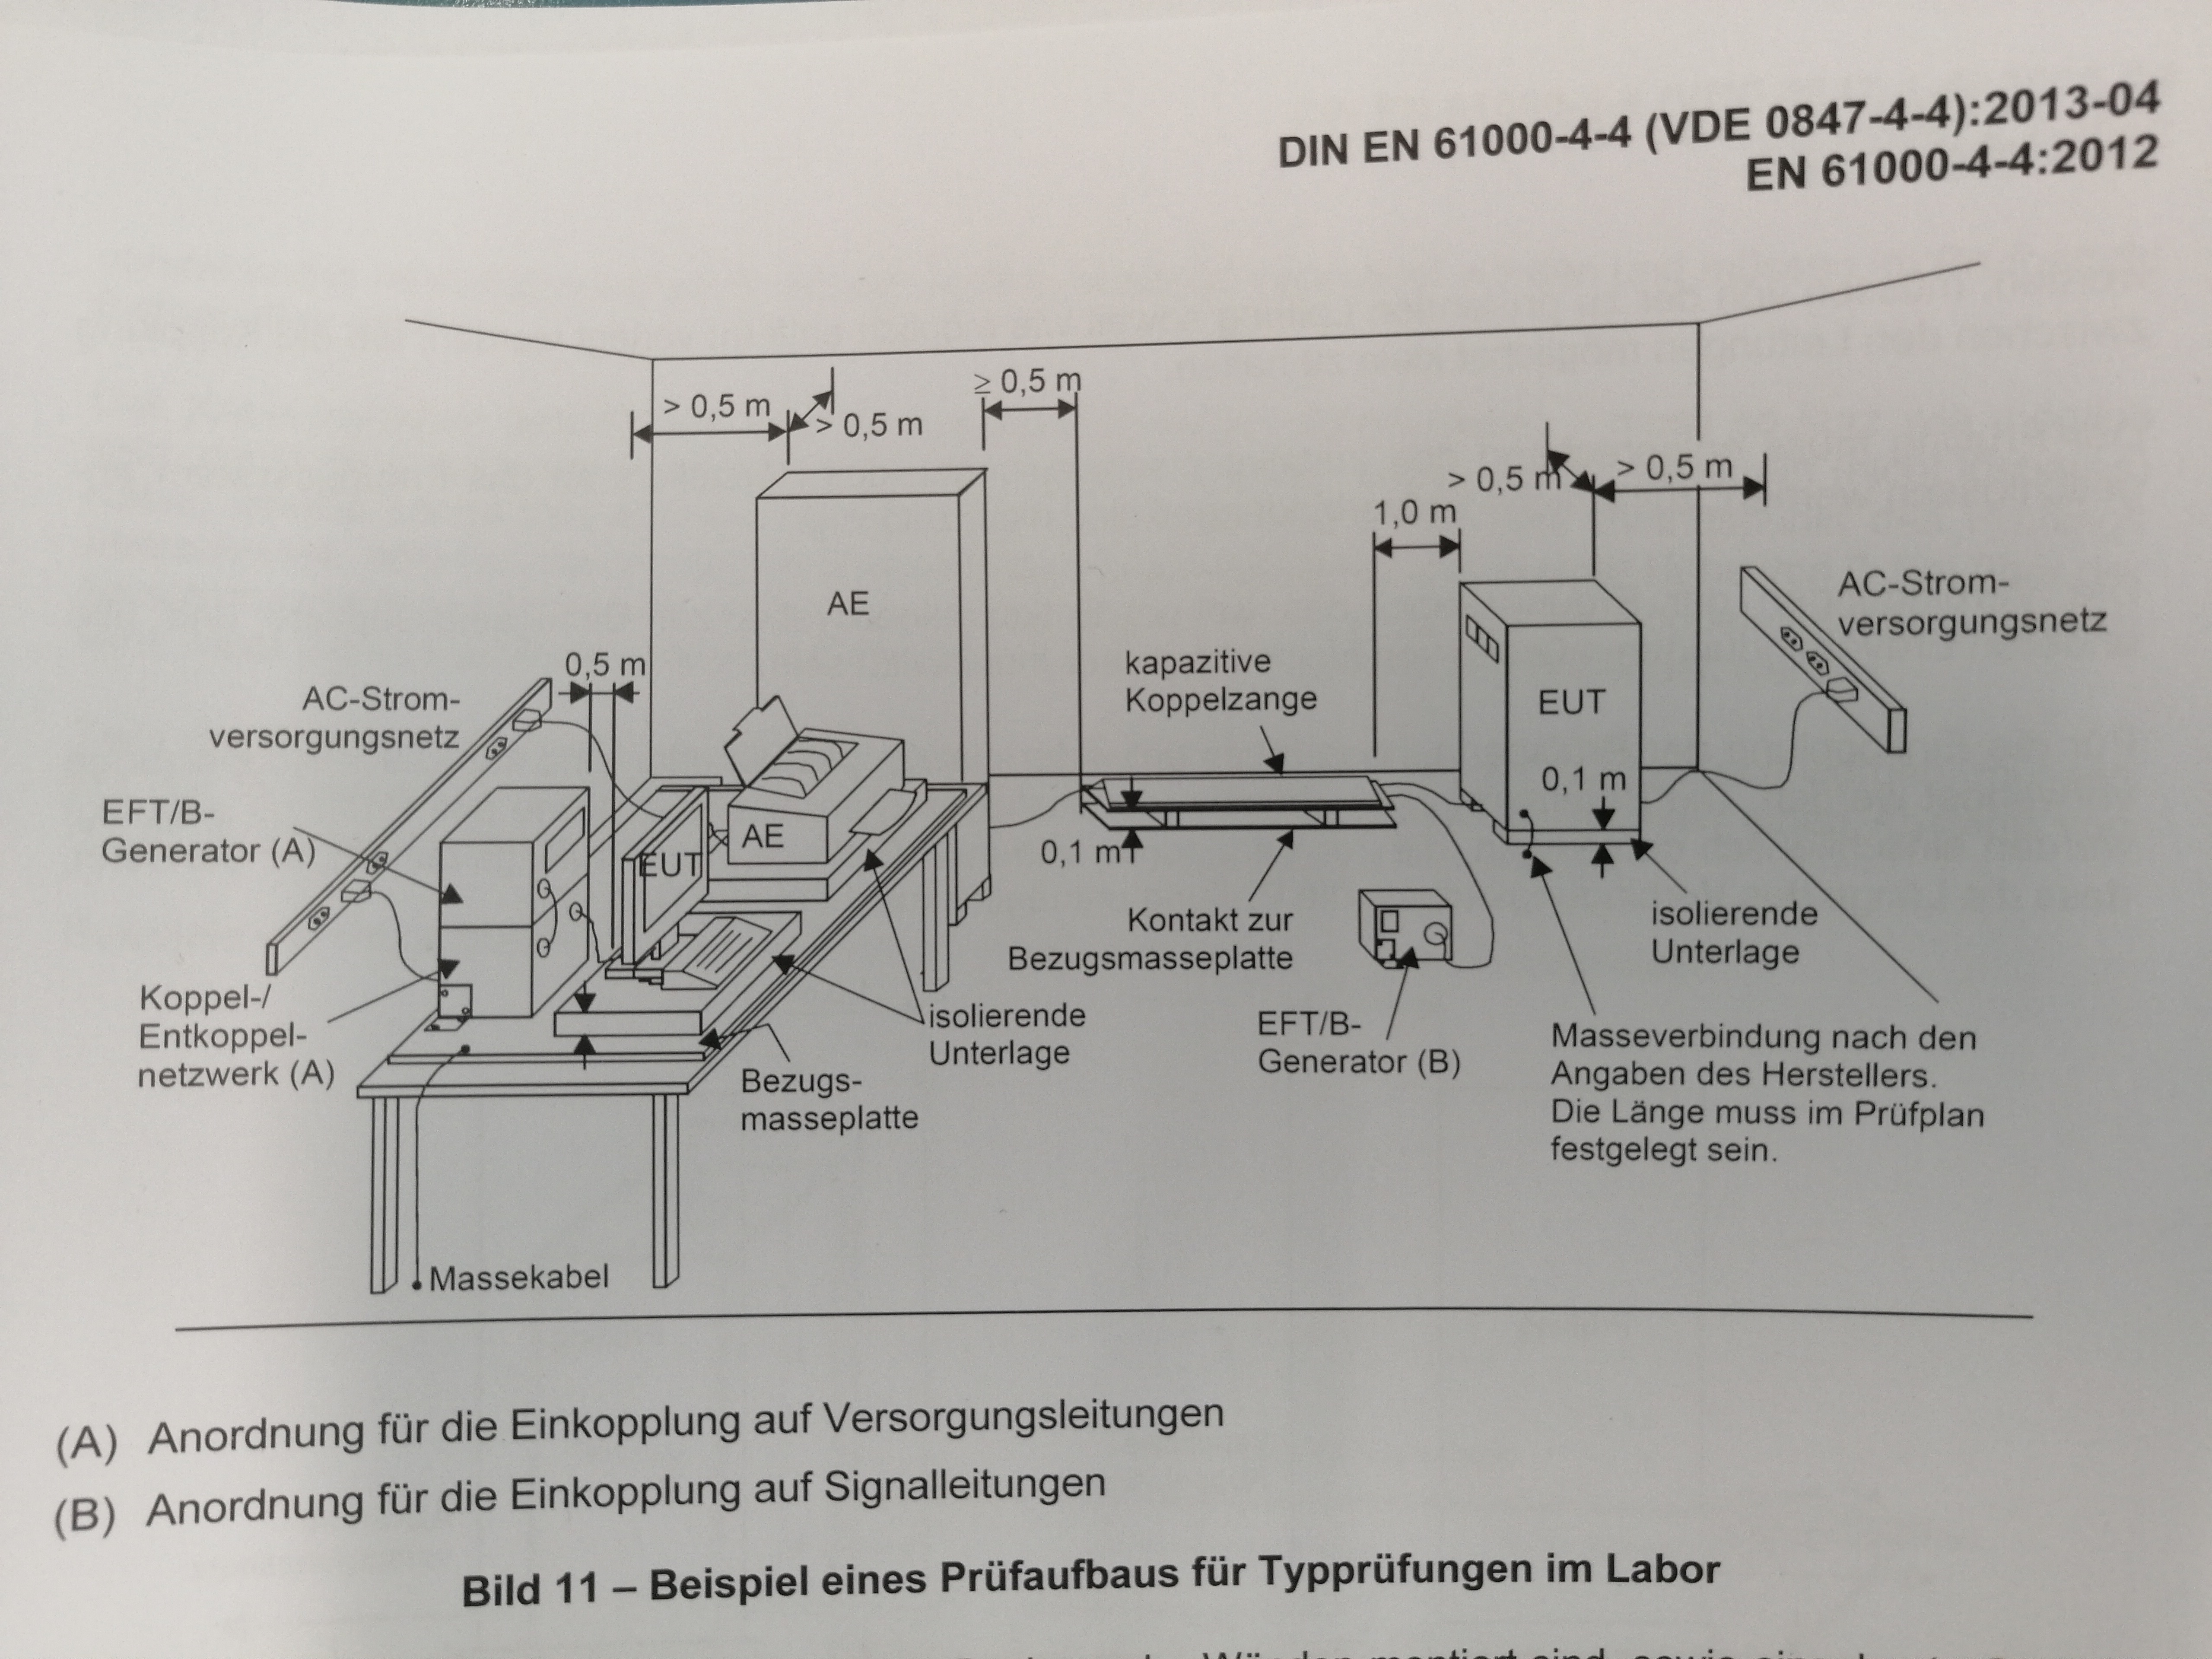 DIN EN 61000-4-4 (VDE 0847-4-4):2013-04
EN 61000-4-4:2012
> 0,5 m
> 0,5 m
≥ 0,5 m
> 0,5 m
> 0,5 m
1,0 m
AE
AC-Strom-
versorgungsnetz
kapazitive
Koppelzange
EUT
0,5 m
AC-Strom-
versorgungsnetz
0,1 m
EFT/B-
Generator (A)
AE
EUT
0,1 m
Kontakt zur
Bezugsmasseplatte
isolierende
Unterlage
Koppel-/
Entkoppel-
netzwerk (A)
isolierende
Unterlage
EFT/B-
Generator (B)
Masseverbindung nach den
Angaben des Herstellers.
Die Länge muss im Prüfplan
festgelegt sein.
Bezugs-
masseplatte
Massekabel
(A) Anordnung für die Einkopplung auf Versorgungsleitungen
(B) Anordnung für die Einkopplung auf Signalleitungen
Bild 11 – Beispiel eines Prüfaufbaus für Typprüfungen im Labor